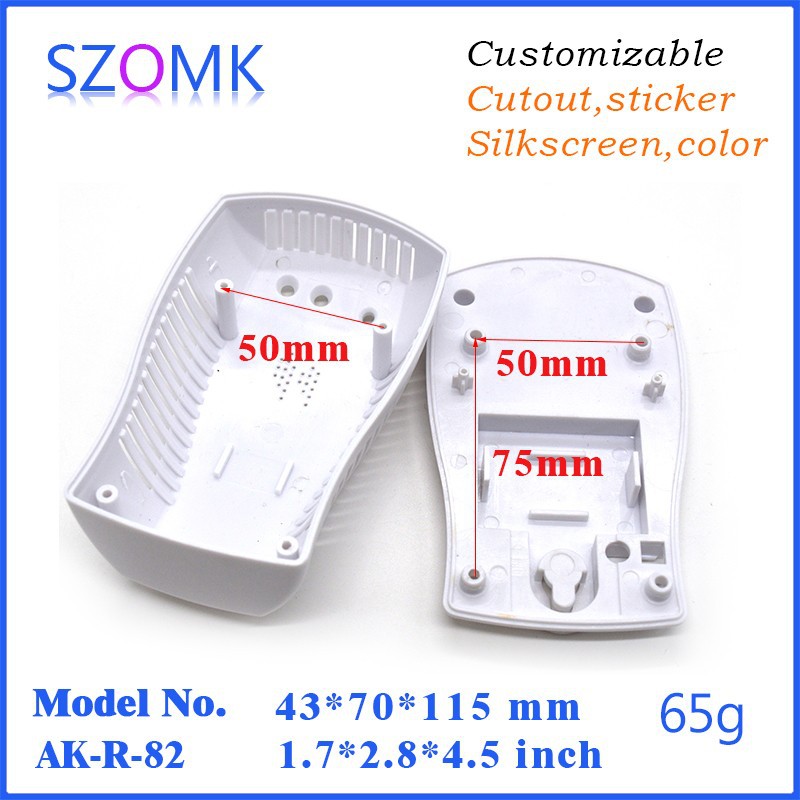 SZOMK
Customizable
Cutout,sticker
Silkscreen,color
50mm
50mm
75mm
Model No.
43*70*115 mm
65g
AK-R-82
1.7*2.8*4.5 inch